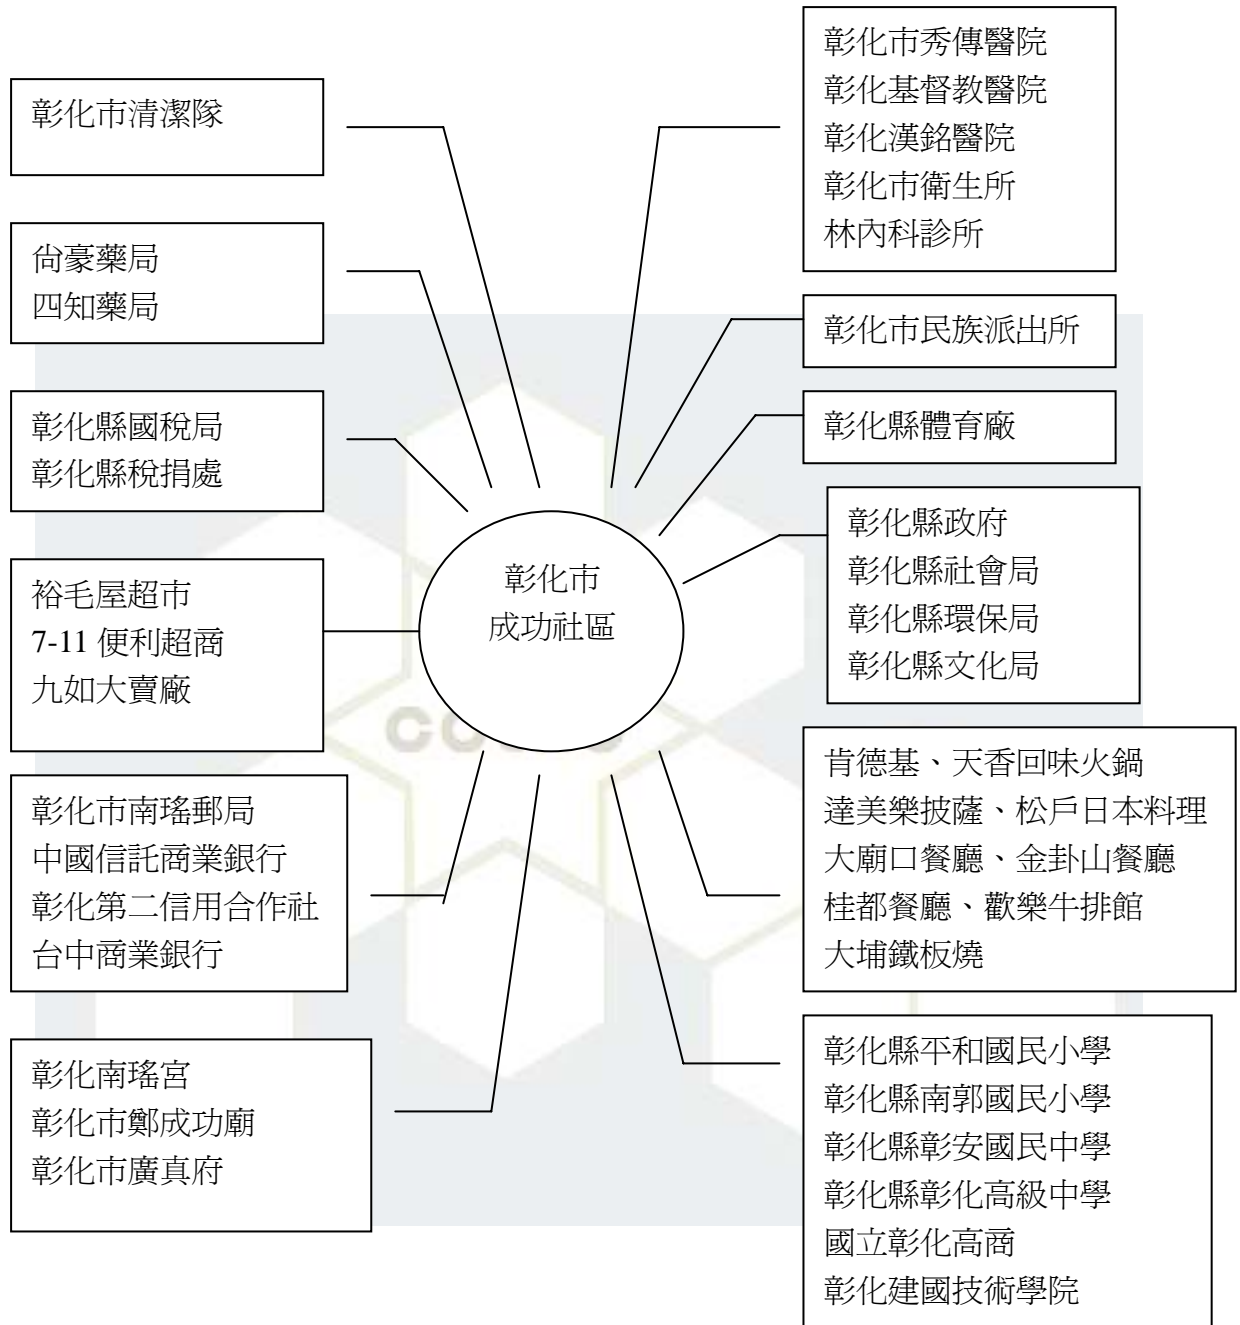 彰化市清潔隊
尙豪藥局
四知藥局
彰化縣國稅局
彰化縣稅捐處
裕毛屋超市
7-11 便利超商
九如大賣廠
彰化市南瑤郵局
中國信託商業銀行
彰化第二信用合作社
台中商業銀行
彰化南瑤宮
彰化市鄭成功廟
彰化市廣真府
彰化市
成功社區
彰化市秀傳醫院
彰化基督教醫院
彰化漢銘醫院
彰化市衛生所
林內科診所
彰化市民族派出所
彰化縣體育廠
彰化縣政府
彰化縣社會局
彰化縣環保局
彰化縣文化局
肯德基、天香回味火鍋
達美樂披薩、松戶日本料理
大廟口餐廳、金卦山餐廳
桂都餐廳、歡樂牛排館
大埔鐵板燒
彰化縣平和國民小學
彰化縣南郭國民小學
彰化縣彰安國民中學
彰化縣彰化高級中學
國立彰化高商
彰化建國技術學院